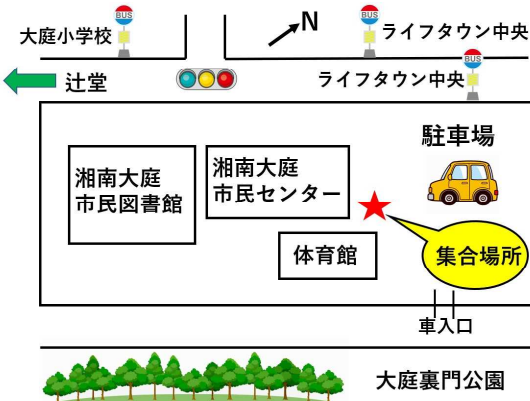 BUS
大庭小学校
N
BUS
ライフタウン中央
BUS
ライフタウン中央
辻堂
駐車場
湘南大庭
市民図書館
湘南大庭
市民センター
体育館
集合場所
車入口
大庭裏門公園